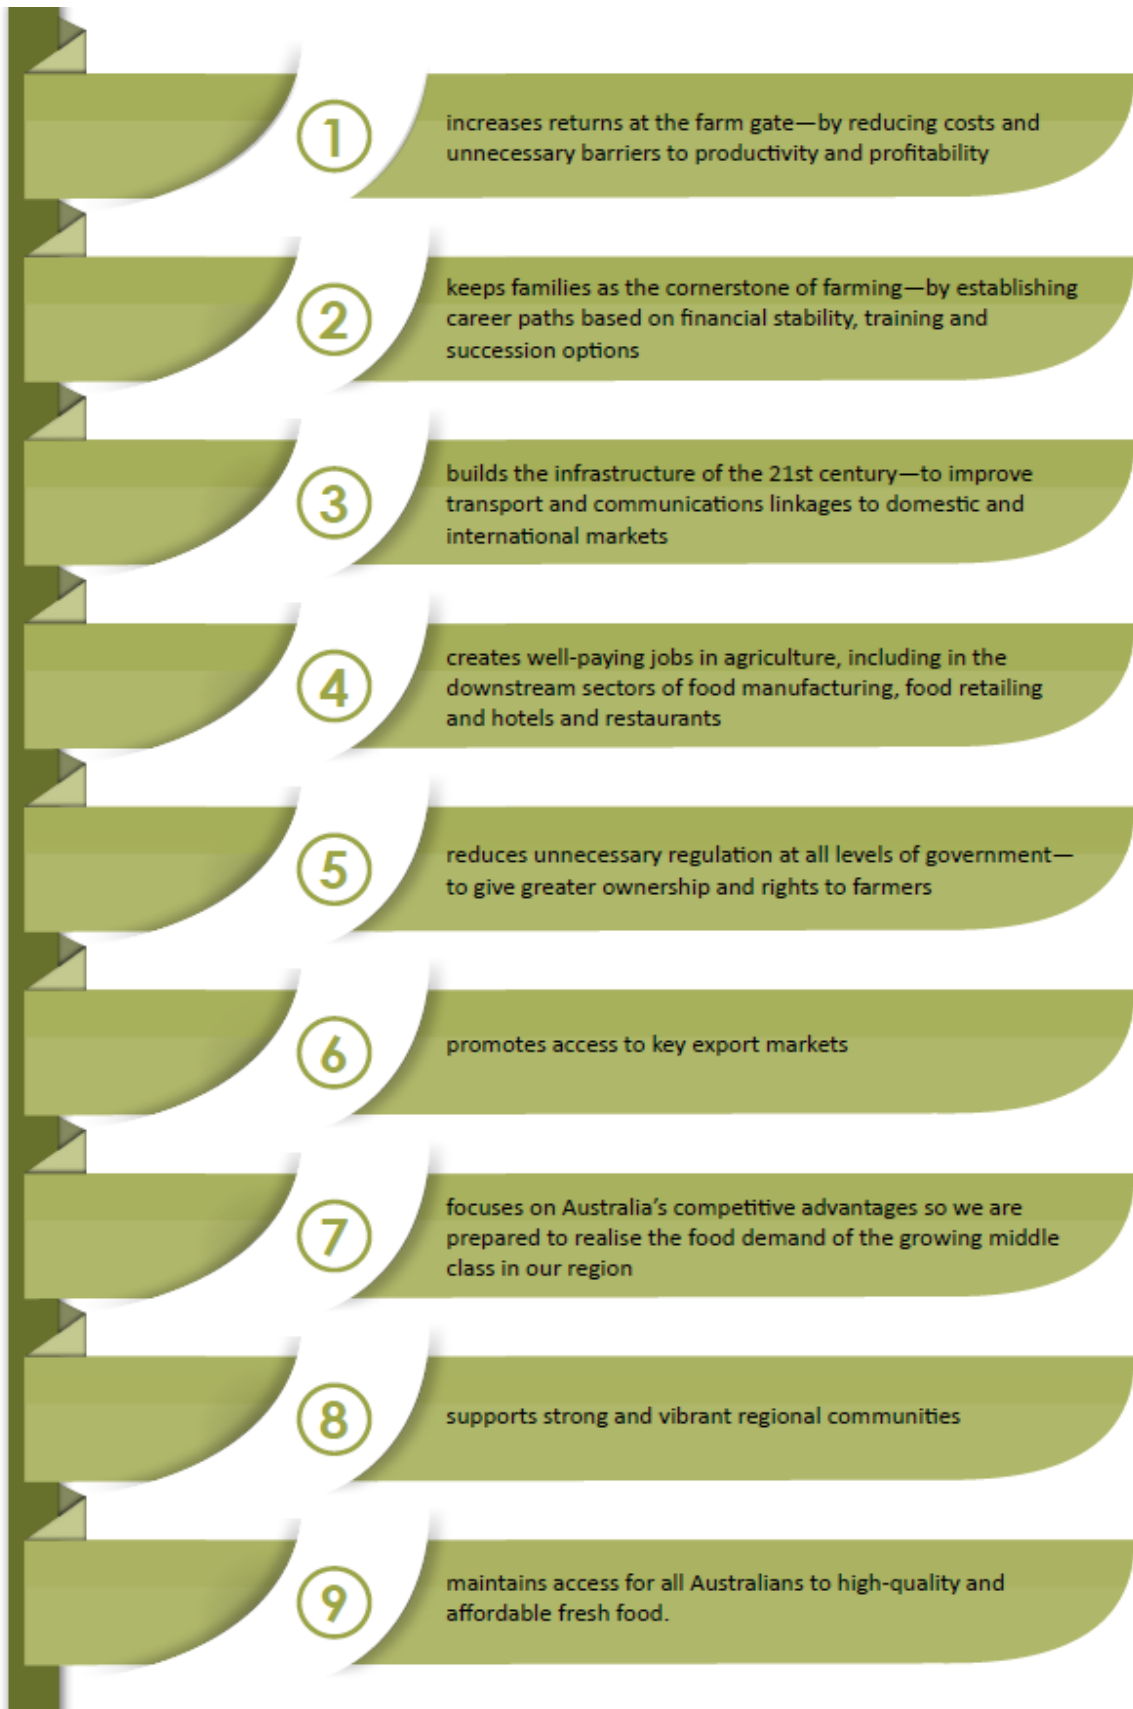 1
increases returns at the farm gate—by reducing costs and
unnecessary barriers to productivity and profitability
2
keeps families as the cornerstone of farming—by establishing
career paths based on financial stability, training and
succession options
3
builds the infrastructure of the 21st century—to improve
transport and communications linkages to domestic and
international markets
4
creates well-paying jobs in agriculture, including in the
downstream sectors of food manufacturing, food retailing
and hotels and restaurants
5
reduces unnecessary regulation at all levels of government—
to give greater ownership and rights to farmers
6
promotes access to key export markets
7
focuses on Australia’s competitive advantages so we are
prepared to realise the food demand of the growing middle
class in our region
8
supports strong and vibrant regional communities
9
maintains access for all Australians to high-quality and
affordable fresh food.